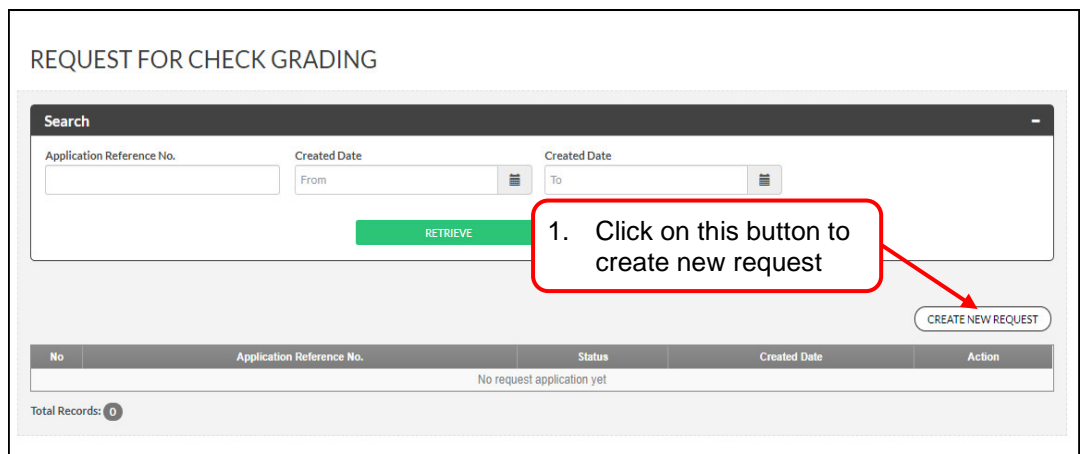 REQUEST FOR CHECK GRADING
Search
Application Reference No. Created Date Created Date
From To
RETRIEVE
1. Click on this button to
create new request
CREATE NEW REQUEST
No Application Reference No. Status Created Date Action
No request application yet
Total Records: 0